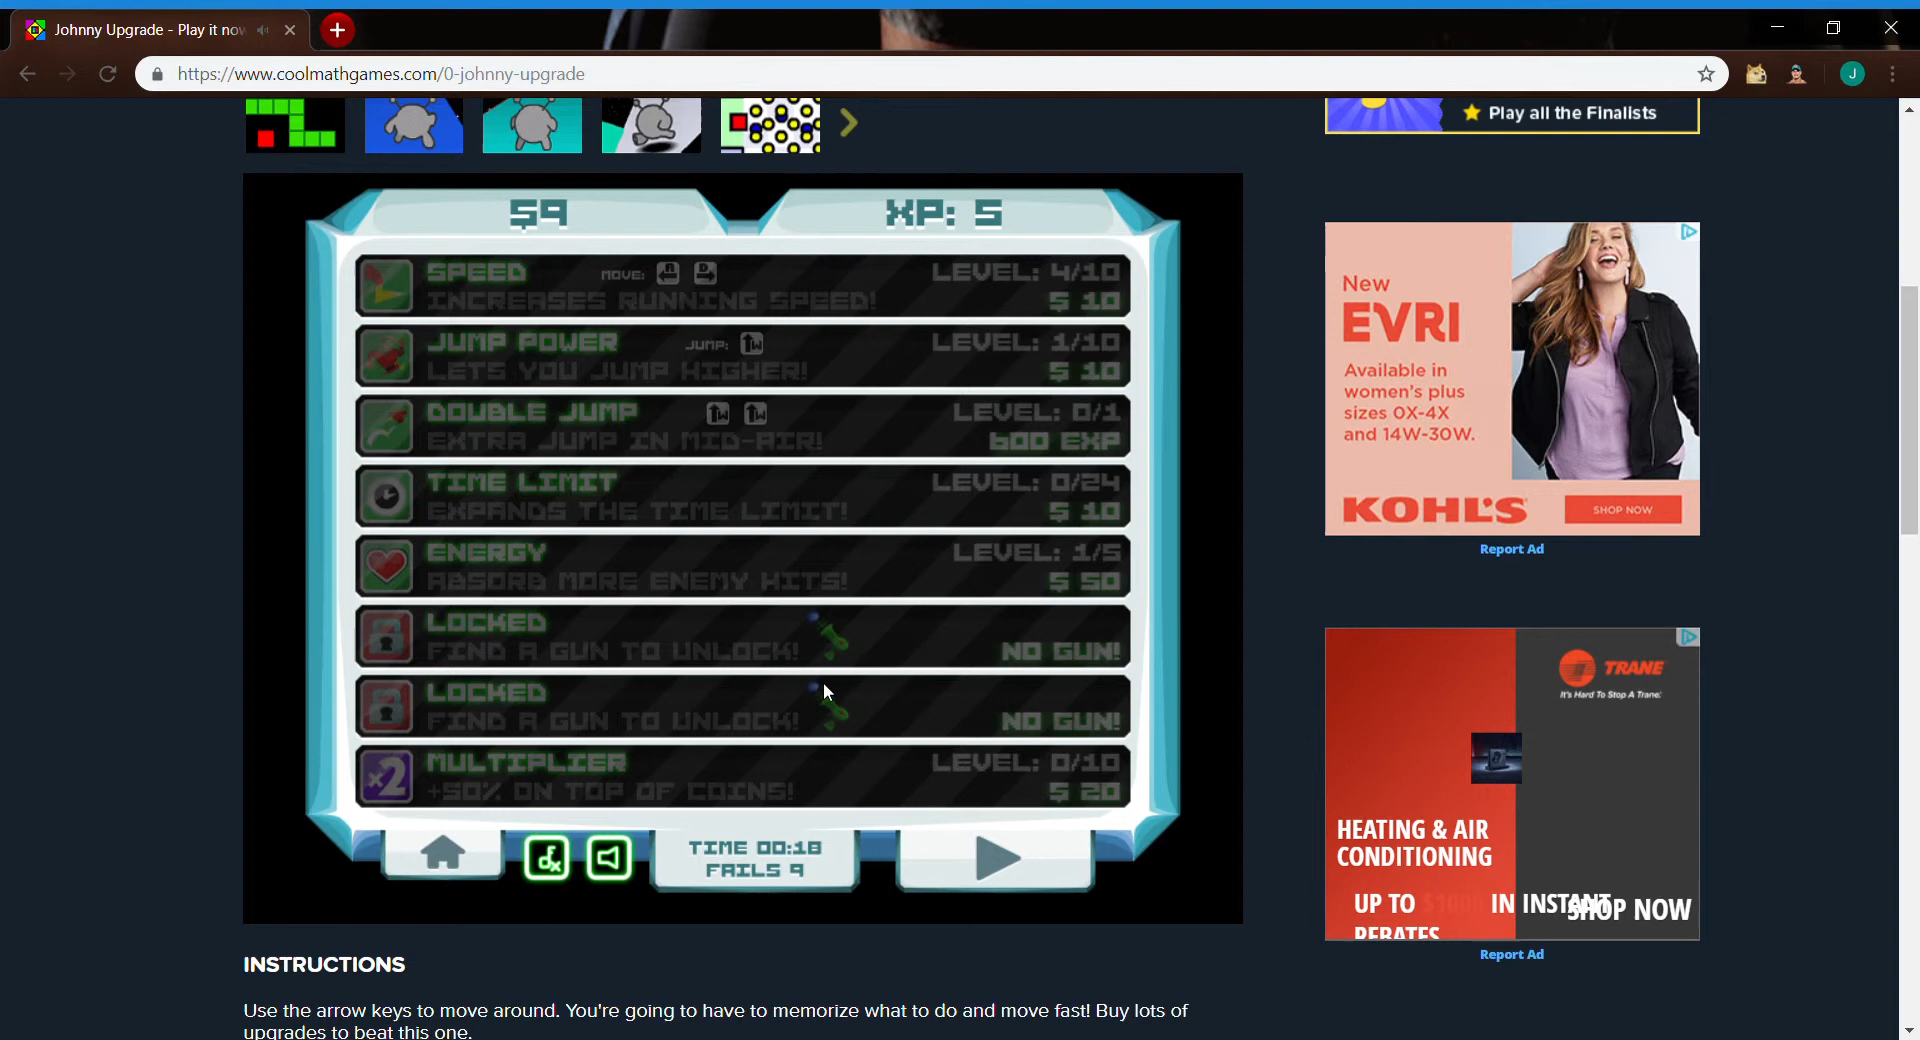 Johnny Upgrade - Play it now
https://www.coolmathgames.com/0-johnny-upgrade
J
Play all the Finalists
$9
XP: 5
SPEED MOVE: A D LEVEL: 4/10
INCREASES RUNNING SPEED! $ 10
JUMP POWER JUMP: W LEVEL: 1/10
LETS YOU JUMP HIGHER! $ 10
DOUBLE JUMP W W LEVEL: 0/1
EXTRA JUMP IN MID-AIR! 600 EXP
TIME LIMIT LEVEL: 0/24
EXPANDS THE TIME LIMIT! $ 10
ENERGY LEVEL: 1/5
ABSORB MORE ENEMY HITS! $ 50
LOCKED
FIND A GUN TO UNLOCK! NO GUN!
LOCKED
FIND A GUN TO UNLOCK! NO GUN!
x2 MULTIPLIER LEVEL: 0/10
+50% ON TOP OF COINS! $ 20
TIME 00:18
FAILS 9
INSTRUCTIONS
Use the arrow keys to move around. You're going to have to memorize what to do and move fast! Buy lots of
upgrades to beat this one.
New
EVRI
Available in
women's plus
sizes 0X-4X
and 14W-30W.
KOHL'S
SHOP NOW
Report Ad
TRANE
It's Hard To Stop A Trane.
HEATING & AIR
CONDITIONING
UP TO $1000 IN INSTANT
SHOP NOW
REBATES
Report Ad